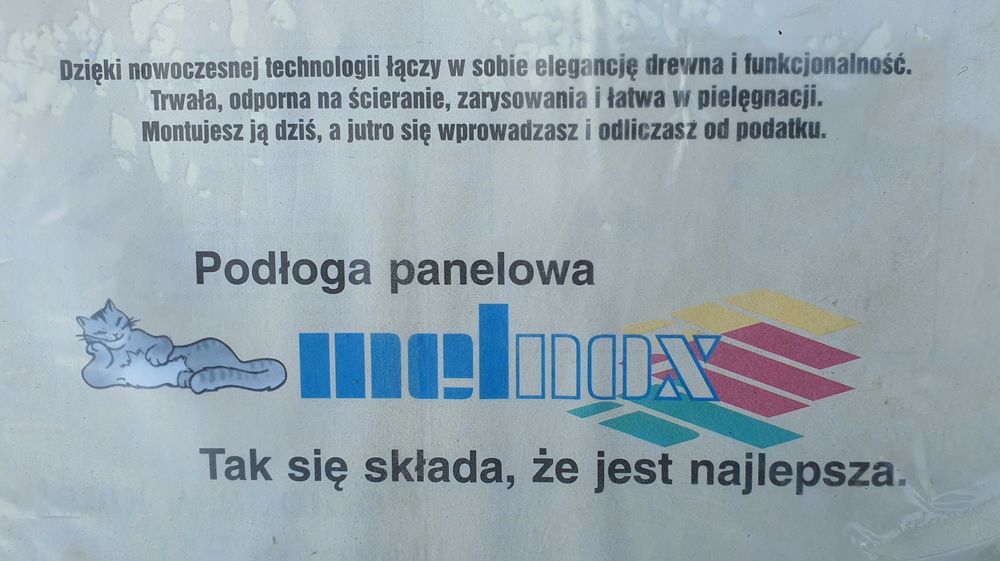 Dzięki nowoczesnej technologii łączy w sobie elegancję drewna i funkcjonalność.
Trwała, odporna na ścieranie, zarysowania i łatwa w pielęgnacji.
Montujesz ją dziś, a jutro się wprowadzasz i odliczasz od podatku.
Podłoga panelowa
melnox
Tak się składa, że jest najlepsza.